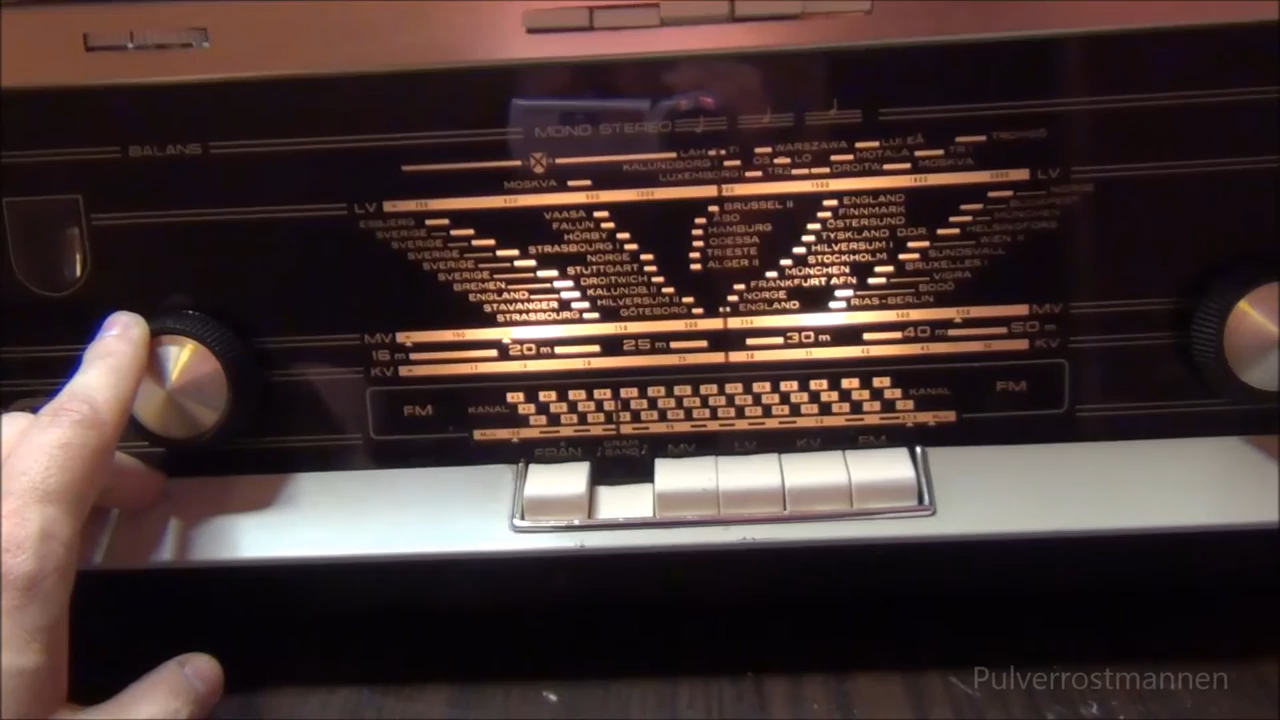 BALANS
MONO STEREO
WARSZAWA
LULEÅ
TROMSÖ
KALUNDBORG I
OSLO
MOTALA
LUXEMBORG
DROITW.
MOSKVA
MOSKVA
LV
LV
ESBJERG
SVERIGE
SVERIGE
SVERIGE
SVERIGE
SVERIGE
BREMEN
ENGLAND
STAVANGER
STRASBOURG
VAASA
FALUN
HÖRBY
STRASBOURG I
NORGE
STUTTGART
DROITWICH
KALUNDB. II
HILVERSUM II
GÖTEBORG
BRUSSEL II
ÅBO
HAMBURG
ODESSA
TRIESTE
ALGER II
ENGLAND
FINNMARK
ÖSTERSUND
TYSKLAND D.D.R.
HILVERSUM I
STOCKHOLM
MÜNCHEN
FRANKFURT AFN
NORGE
ENGLAND
BUDAPEST
MÜNCHEN
HELSINGFORS
WIEN II
SUNDSVALL
BRUXELLES I
VIGRA
BODÖ
RIAS-BERLIN
MV
MV
16 m 20 m 25 m 30 m 40 m 50 m
KV
KV
FM KANAL
KANAL FM
FRÅN GRAM BAND MV LV KV FM
Pulverrostmannen